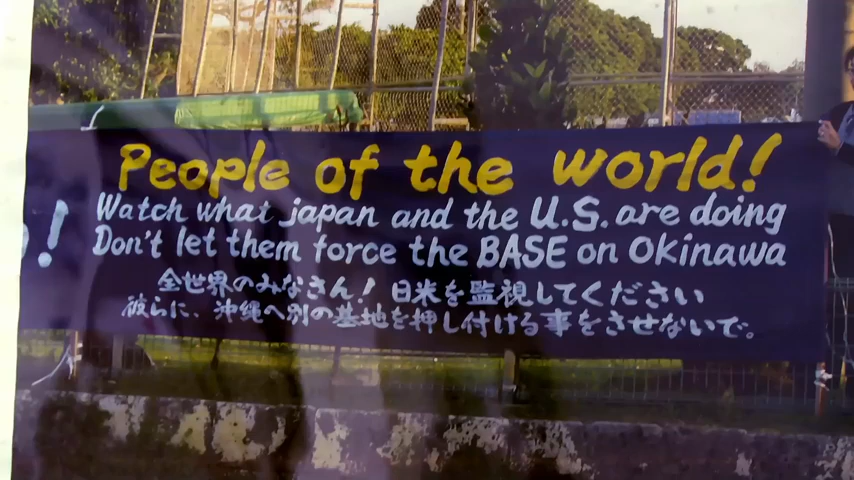 People of the world!
Watch what japan and the U.S. are doing
Don't let them force the BASE on Okinawa
全世界のみなさん! 日米を監視してください
彼らに、沖縄へ別の基地を押し付ける事をさせないで。
!